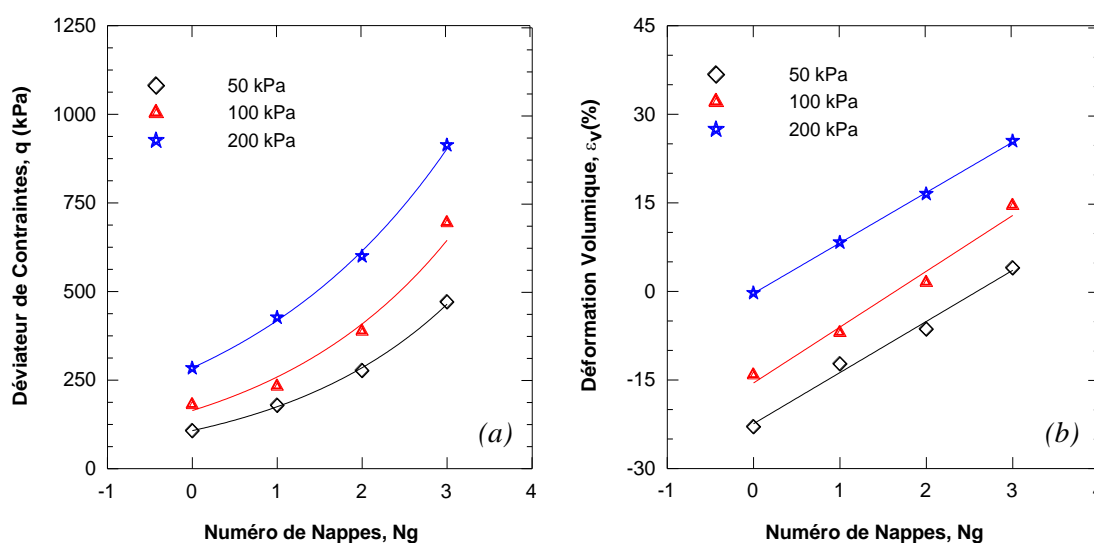 Déviateur de Contraintes, q (kPa)
1250
1000
750
500
250
0
50 kPa
100 kPa
200 kPa
(a)
-1 0 1 2 3 4
Numéro de Nappes, Ng
Déformation Volumique, εv(%)
45
30
15
0
-15
-30
50 kPa
100 kPa
200 kPa
(b)
-1 0 1 2 3 4
Numéro de Nappes, Ng